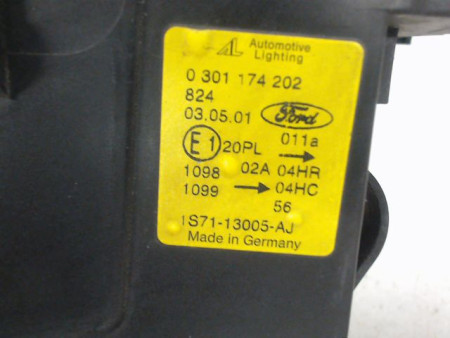 AL Automotive
Lighting
0 301 174 202
824
03.05.01 Ford
E1 20PL 011a →
1098 02A 04HR
1099 → 04HC
56
1S71-13005-AJ
Made in Germany